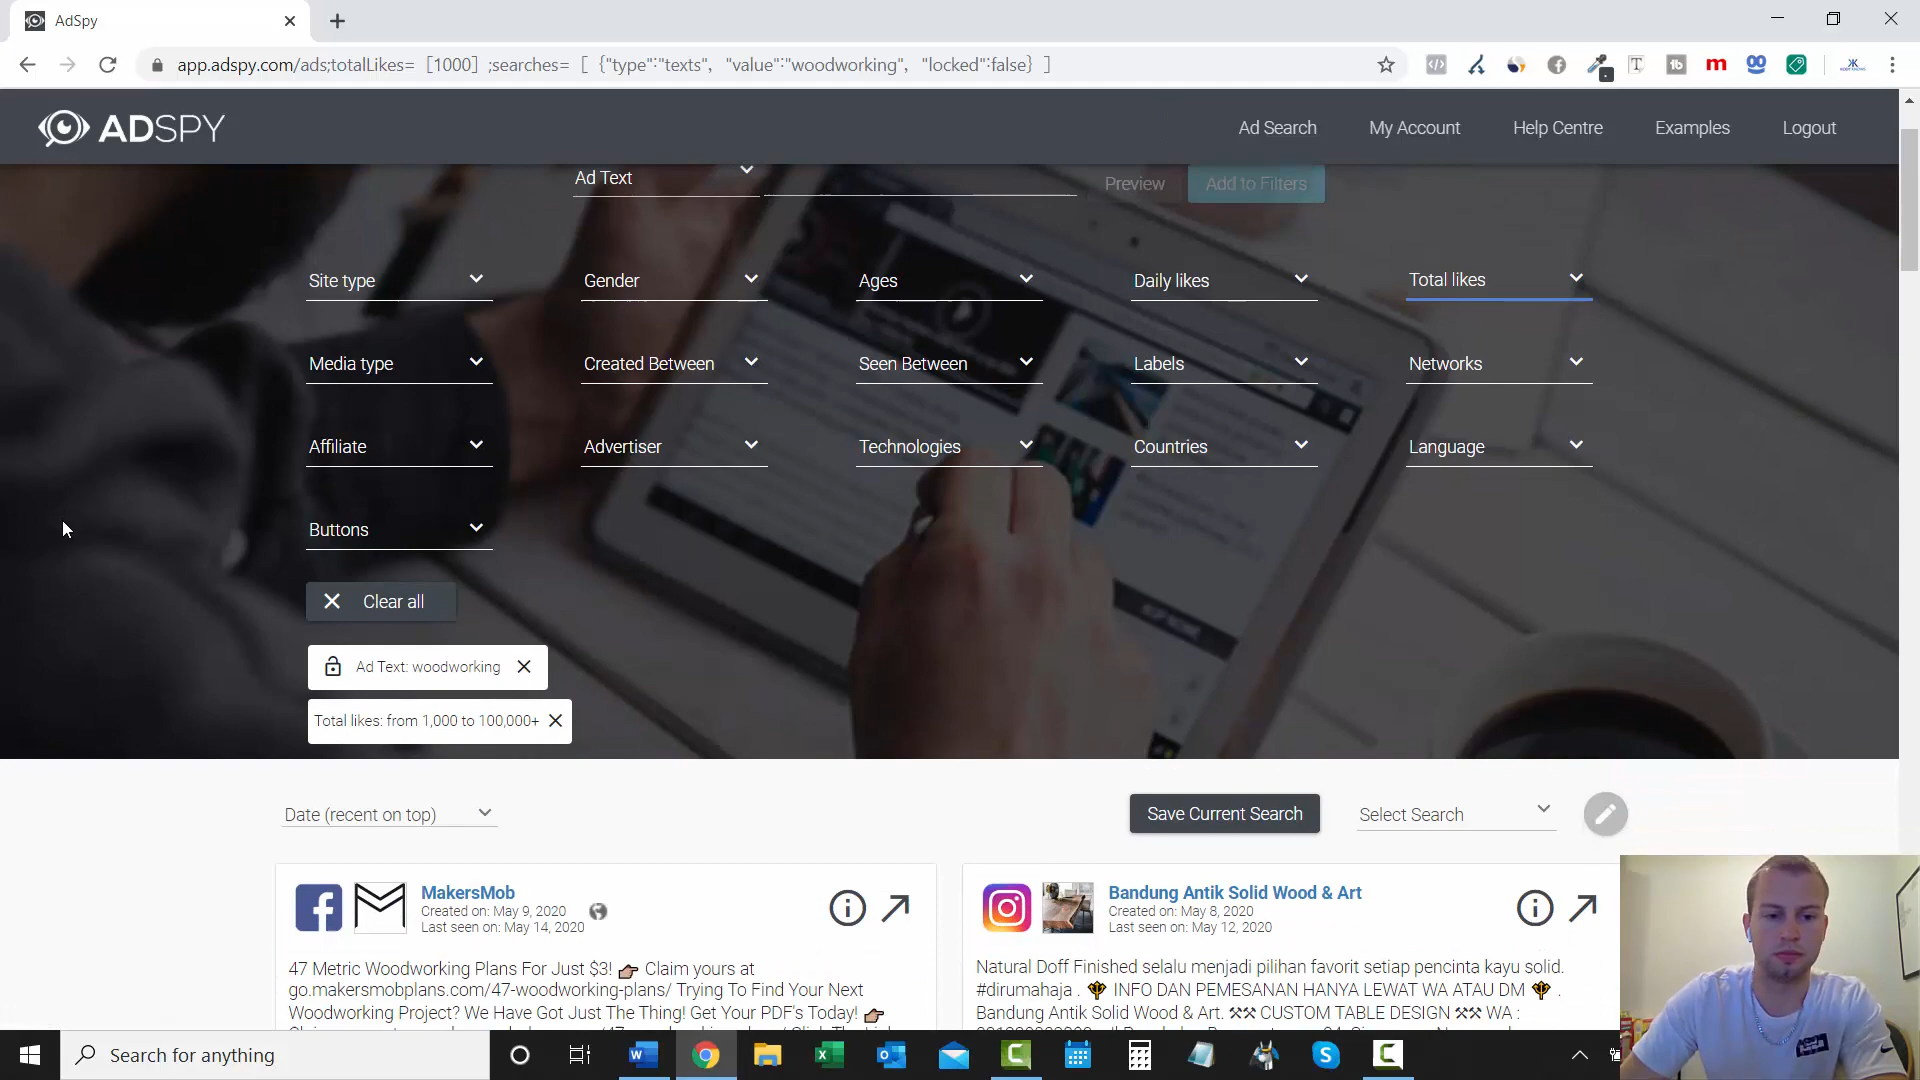 AdSpy
app.adspy.com/ads;totalLikes= [1000] ;searches= [ {"type":"texts", "value":"woodworking", "locked":false} ]
ADSPY
Ad Search
My Account
Help Centre
Examples
Logout
Ad Text
Preview
Add to Filters
Site type
Gender
Ages
Daily likes
Total likes
Media type
Created Between
Seen Between
Labels
Networks
Affiliate
Advertiser
Technologies
Countries
Language
Buttons
Clear all
Ad Text: woodworking
Total likes: from 1,000 to 100,000+
Date (recent on top)
Save Current Search
Select Search
MakersMob
Created on: May 9, 2020
Last seen on: May 14, 2020
47 Metric Woodworking Plans For Just $3! 👉 Claim yours at
go.makersmobplans.com/47-woodworking-plans/ Trying To Find Your Next
Woodworking Project? We Have Got Just The Thing! Get Your PDF's Today! 👉
Bandung Antik Solid Wood & Art
Created on: May 8, 2020
Last seen on: May 12, 2020
Natural Doff Finished selalu menjadi pilihan favorit setiap pencinta kayu solid.
#dirumahaja . 🔱 INFO DAN PEMESANAN HANYA LEWAT WA ATAU DM 🔱 .
Bandung Antik Solid Wood & Art. ⚒⚒ CUSTOM TABLE DESIGN ⚒⚒ WA :
Search for anything